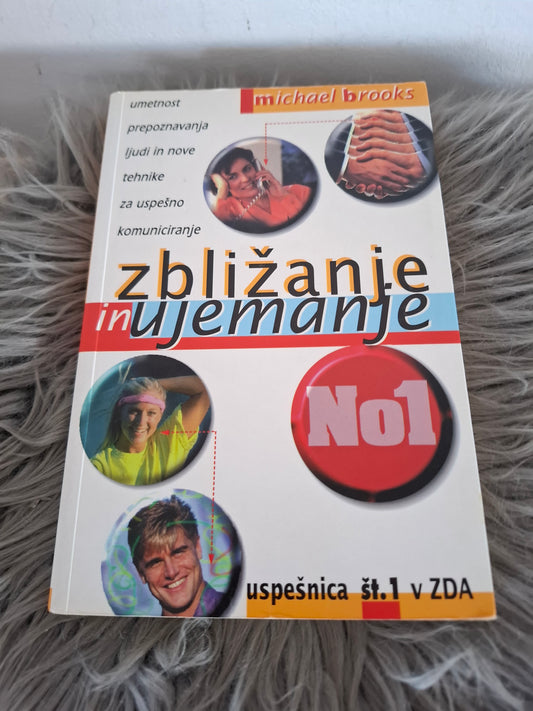 michael brooks
umetnost
prepoznavanja
ljudi in nove
tehnike
za uspešno
komuniciranje
zbližanje
in ujemanje
No1
uspešnica št.1 v ZDA